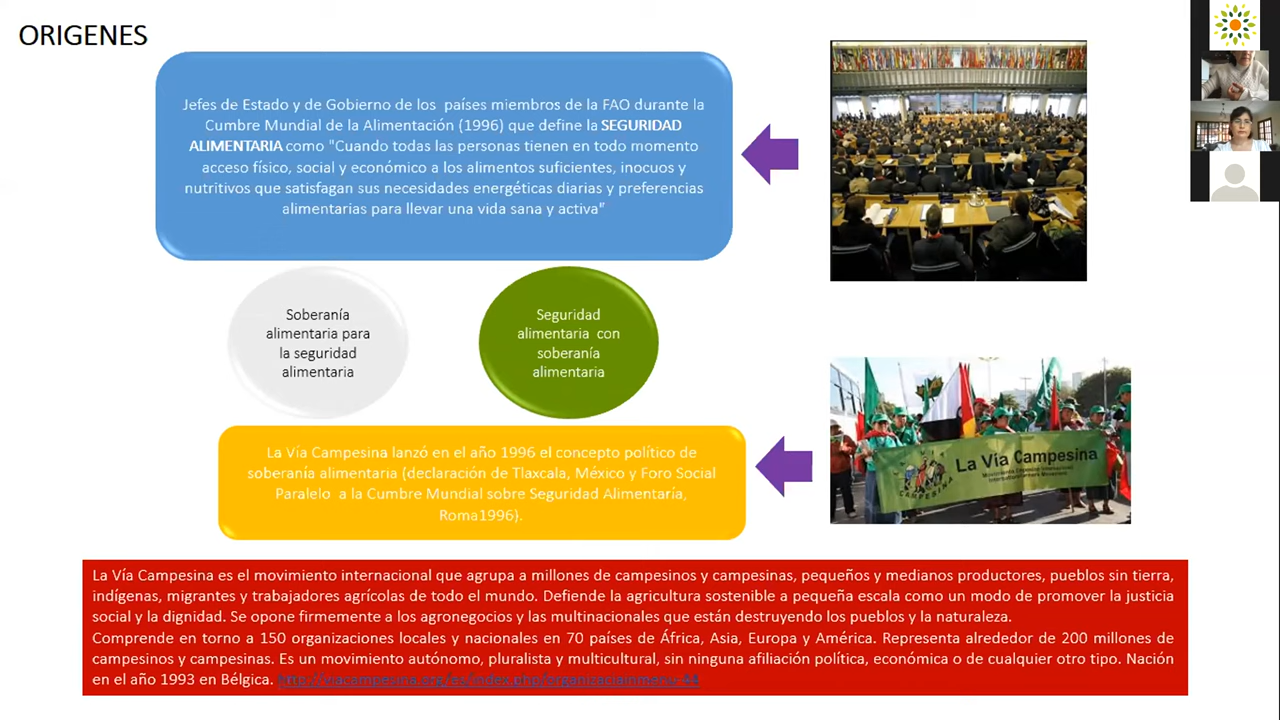 ORIGENES
Jefes de Estado y de Gobierno de los países miembros de la FAO durante la
Cumbre Mundial de la Alimentación (1996) que define la SEGURIDAD
ALIMENTARIA como "Cuando todas las personas tienen en todo momento
acceso físico, social y económico a los alimentos suficientes, inocuos y
nutritivos que satisfagan sus necesidades energéticas diarias y preferencias
alimentarias para llevar una vida sana y activa"
Soberanía
alimentaria para
la seguridad
alimentaria
Seguridad
alimentaria con
soberanía
alimentaria
La Vía Campesina lanzó en el año 1996 el concepto político de
soberanía alimentaria (declaración de Tlaxcala, México y Foro Social
Paralelo a la Cumbre Mundial sobre Seguridad Alimentaría,
Roma1996).
La Vía Campesina
CAMPESINA
La Vía Campesina es el movimiento internacional que agrupa a millones de campesinos y campesinas, pequeños y medianos productores, pueblos sin tierra,
indígenas, migrantes y trabajadores agrícolas de todo el mundo. Defiende la agricultura sostenible a pequeña escala como un modo de promover la justicia
social y la dignidad. Se opone firmemente a los agronegocios y las multinacionales que están destruyendo los pueblos y la naturaleza.
Comprende en torno a 150 organizaciones locales y nacionales en 70 países de África, Asia, Europa y América. Representa alrededor de 200 millones de
campesinos y campesinas. Es un movimiento autónomo, pluralista y multicultural, sin ninguna afiliación política, económica o de cualquier otro tipo. Nación
en el año 1993 en Bélgica.